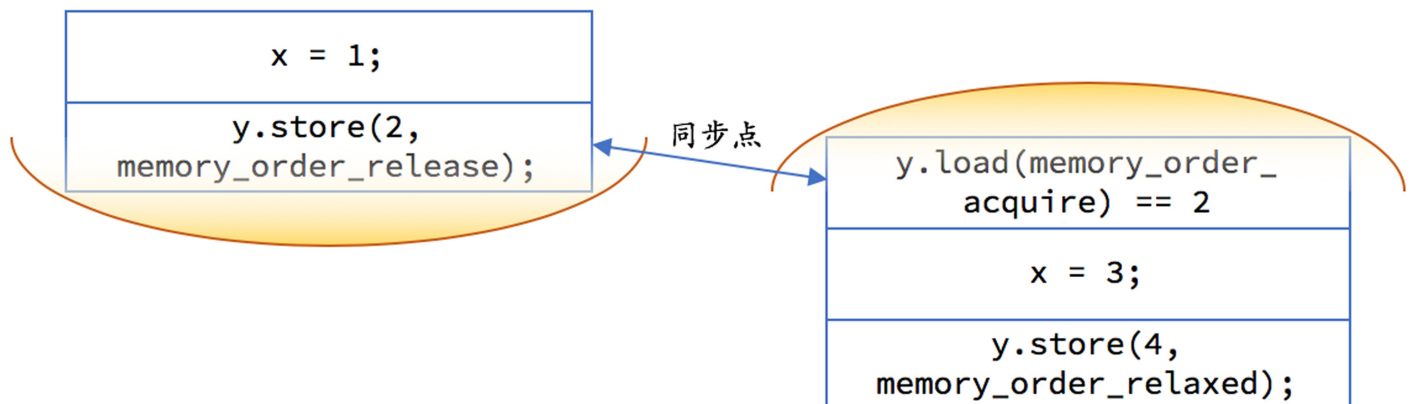 x = 1;
y.store(2,
memory_order_release);
同步点
y.load(memory_order_
acquire) == 2
x = 3;
y.store(4,
memory_order_relaxed);